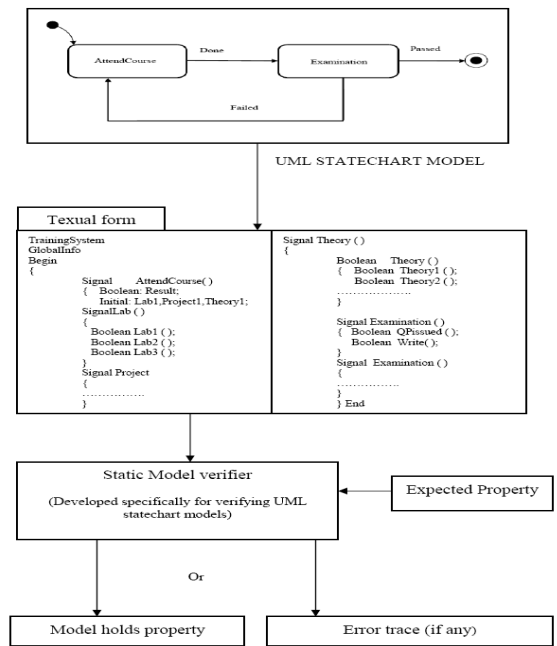 Done
Passed
AttendCourse
Examination
Failed
UML STATECHART MODEL
Texual form
TrainingSystem
GlobalInfo
Begin
{
Signal AttendCourse( )
{ Boolean: Result;
Initial: Lab1,Project1,Theory1;
SignalLab ( )
{
Boolean Lab1 ( );
Boolean Lab2 ( );
Boolean Lab3 ( );
}
Signal Project
{
................
}
Signal Theory ( )
{
Boolean Theory ( )
{ Boolean Theory1 ( );
Boolean Theory2 ( );
...................
}
Signal Examination ( )
{ Boolean QPissued ( );
Boolean Write( );
}
Signal Examination ( )
{
................
}
} End
Static Model verifier
(Developed specifically for verifying UML
statechart models)
Expected Property
Or
Model holds property
Error trace (if any)